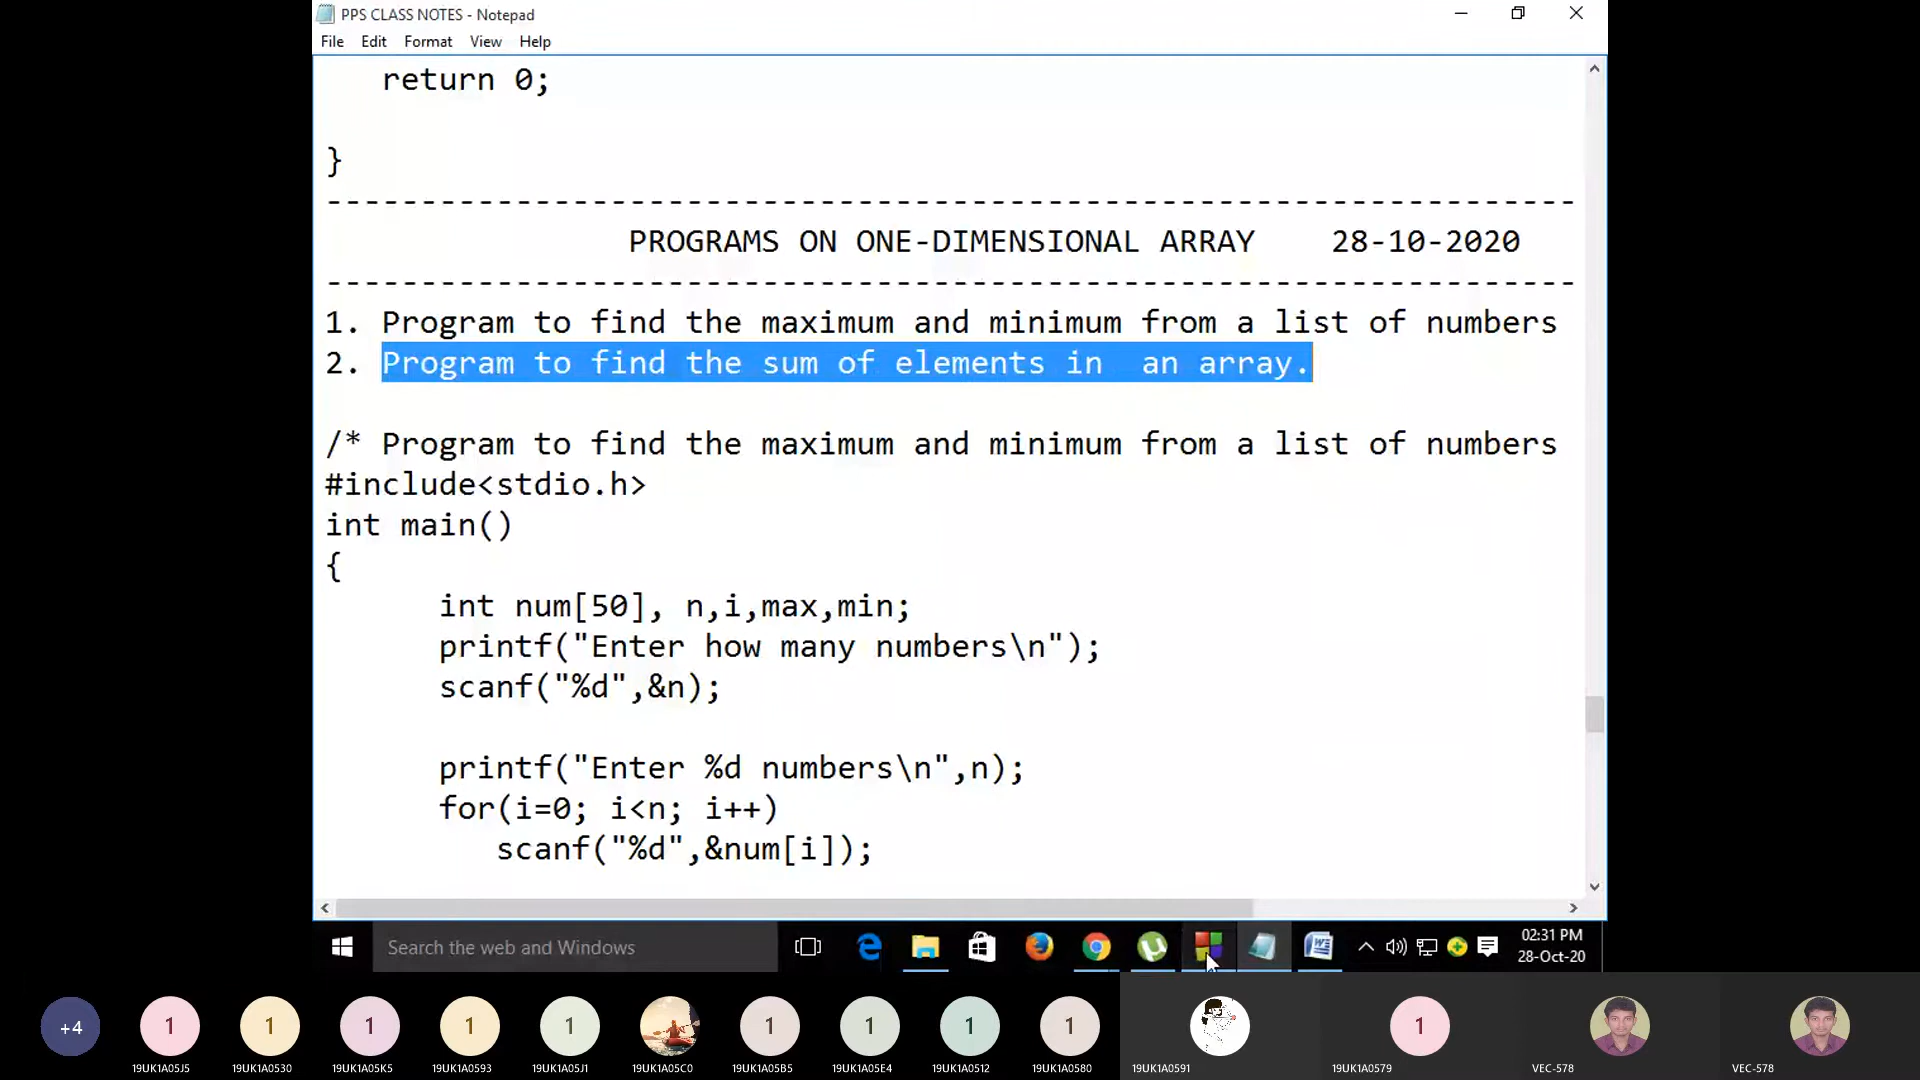 PPS CLASS NOTES - Notepad
File Edit Format View Help
return 0;
}
--------------------------------------------------------------------
PROGRAMS ON ONE-DIMENSIONAL ARRAY 28-10-2020
--------------------------------------------------------------------
1. Program to find the maximum and minimum from a list of numbers
2. Program to find the sum of elements in  an array.
/* Program to find the maximum and minimum from a list of numbers
#include<stdio.h>
int main()
{
int num[50], n,i,max,min;
printf("Enter how many numbers\n");
scanf("%d",&n);
printf("Enter %d numbers\n",n);
for(i=0; i<n; i++)
scanf("%d",&num[i]);
Search the web and Windows
02:31 PM
28-Oct-20
+4 1 1 1 1 1 1 1 1 1 1
19UK1A05J5 19UK1A0530 19UK1A05K5 19UK1A0593 19UK1A05J1 19UK1A05C0 19UK1A05B5 19UK1A05E4 19UK1A0512 19UK1A0580 19UK1A0591 19UK1A0579 VEC-578 VEC-578